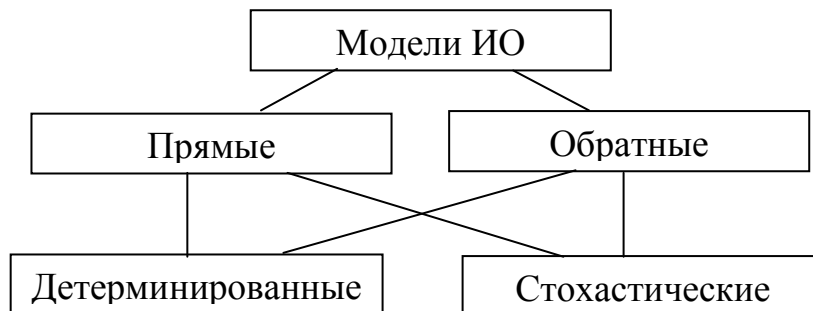 Модели ИО
Прямые
Обратные
Детерминированные
Стохастические